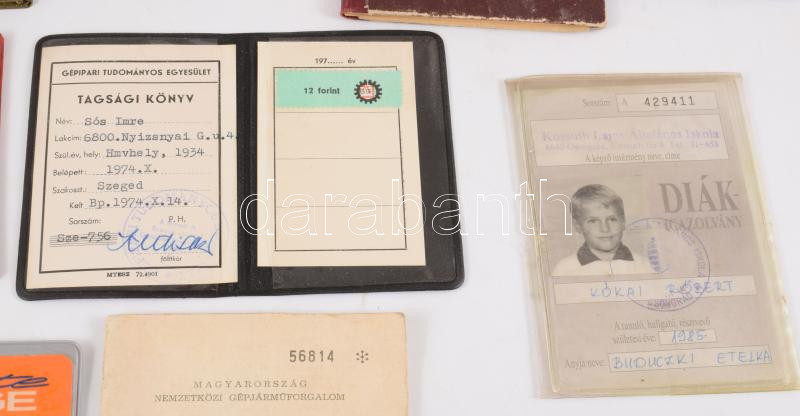 GÉPIPARI TUDOMÁNYOS EGYESÜLET
TAGSÁGI KÖNYV
Név: Sós Imre
Lakcím: 6800.Nyizsnyai G.u.4.
Szül.év, hely: Hmvhely, 1934
Belépett 1974.X.
Szakoszt.: Szeged
Kelt Bp.1974.X.14.
Sorszám: P.H.
Sze-756
főtitkár
MTESZ 72.4901
197...... év
12 forint
Sorszám: A 429411
Kossuth Lajos Általános Iskola
A képző intézmény neve, címe
DIÁK-
IGAZOLVÁNY
KÓKAI RÓBERT
A tanuló, hallgató, résztvevő
születési éve: 1985
Anyja neve: BUDUCZKI ETELKA
56814 ✻
MAGYARORSZÁG
NEMZETKÖZI GÉPJÁRMŰFORGALOM
darabanth